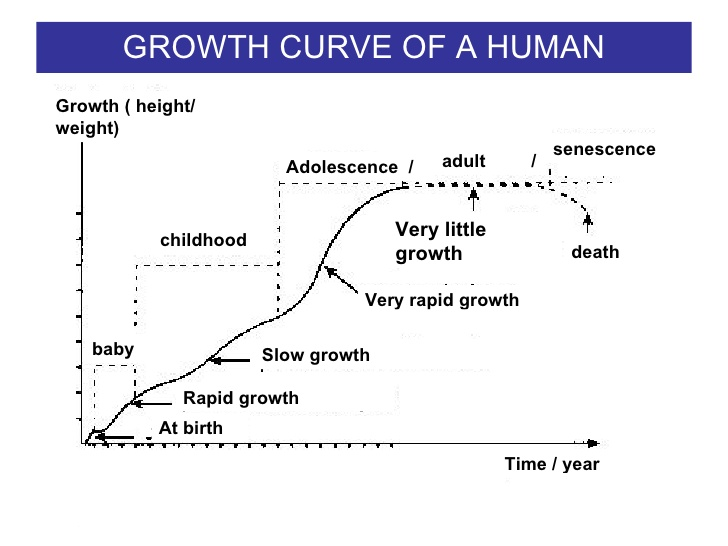 GROWTH CURVE OF A HUMAN
Growth ( height/
weight)
senescence
Adolescence / adult /
Very little
growth
childhood
death
Very rapid growth
baby
Slow growth
Rapid growth
At birth
Time / year